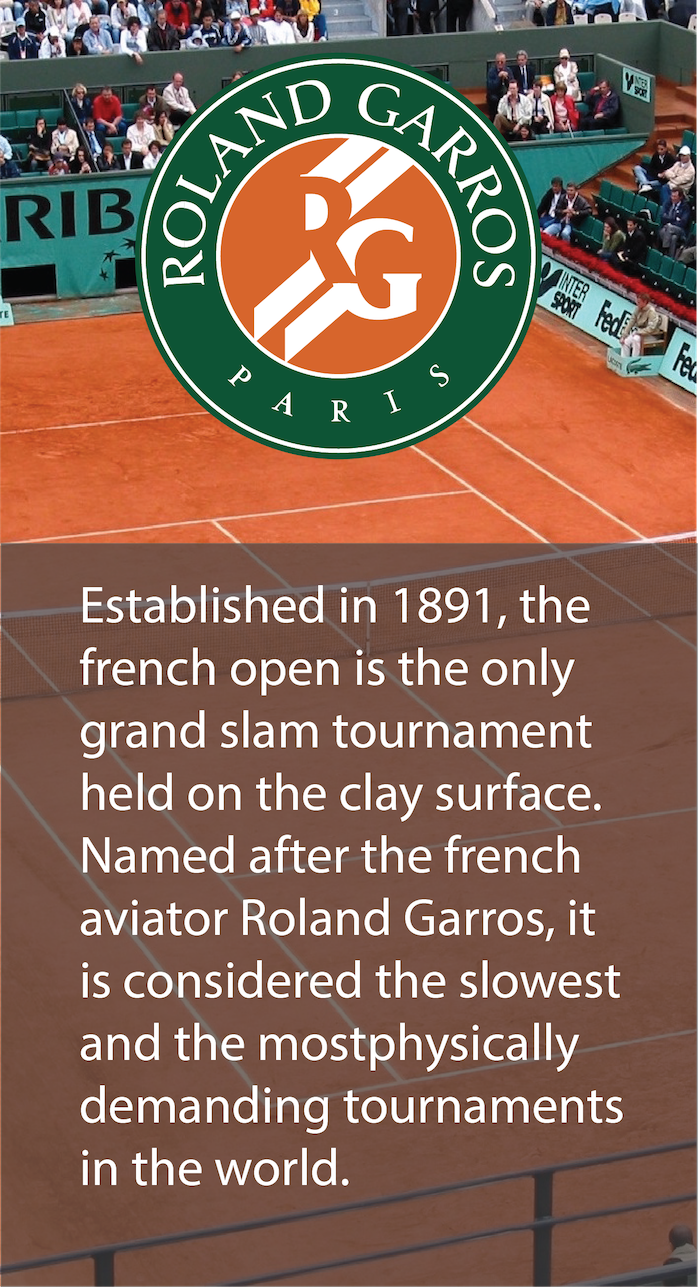 RIB
INTER
SPORT
ROLAND GARROS
RG
PARIS
INTER
SPORT
FedEx
LACOSTE
Fed
TE
Established in 1891, the
french open is the only
grand slam tournament
held on the clay surface.
Named after the french
aviator Roland Garros, it
is considered the slowest
and the mostphysically
demanding tournaments
in the world.